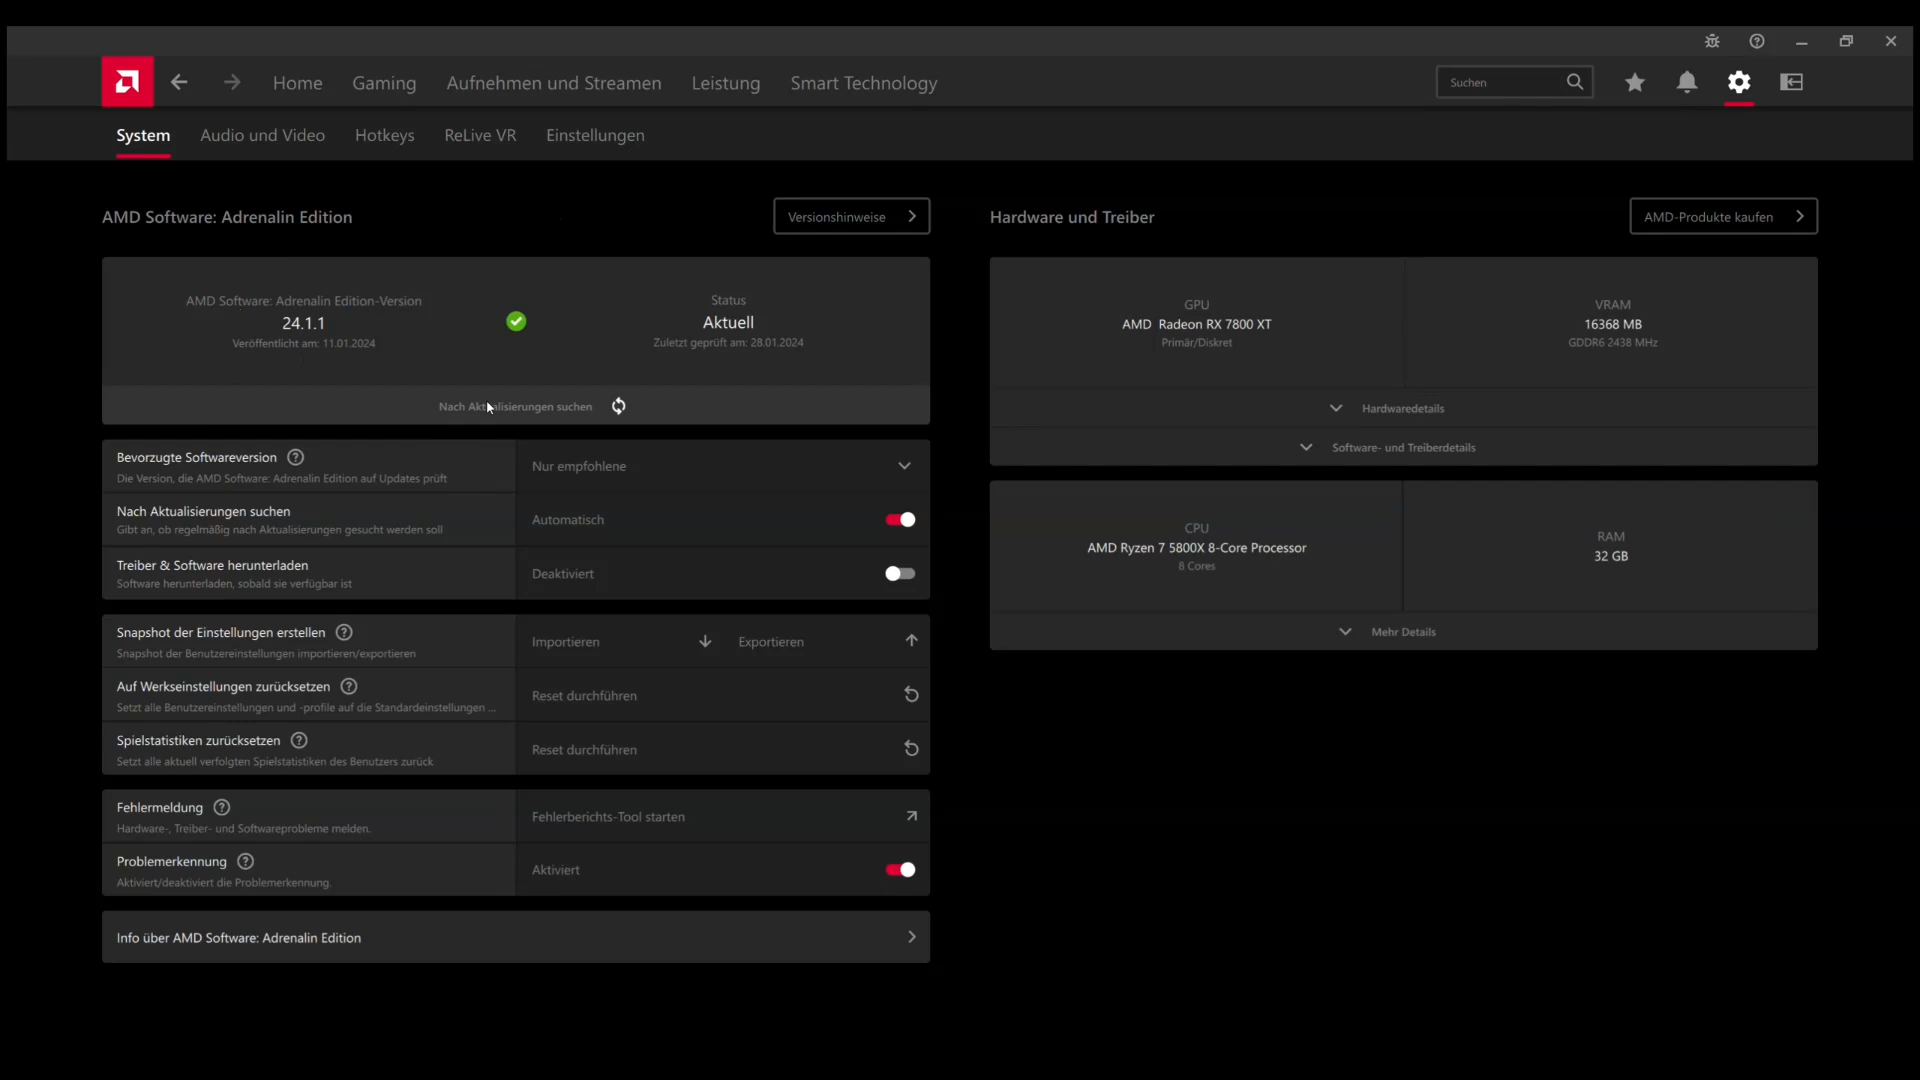 Home Gaming Aufnehmen und Streamen Leistung Smart Technology Suchen
System Audio und Video Hotkeys ReLive VR Einstellungen
AMD Software: Adrenalin Edition
Versionshinweise
AMD Software: Adrenalin Edition-Version
24.1.1
Veröffentlicht am: 11.01.2024
Status
Aktuell
Zuletzt geprüft am: 28.01.2024
Nach Aktualisierungen suchen
Bevorzugte Softwareversion
Die Version, die AMD Software: Adrenalin Edition auf Updates prüft
Nur empfohlene
Nach Aktualisierungen suchen
Gibt an, ob regelmäßig nach Aktualisierungen gesucht werden soll
Automatisch
Treiber & Software herunterladen
Software herunterladen, sobald sie verfügbar ist
Deaktiviert
Snapshot der Einstellungen erstellen
Snapshot der Benutzereinstellungen importieren/exportieren
Importieren
Exportieren
Auf Werkseinstellungen zurücksetzen
Setzt alle Benutzereinstellungen und -profile auf die Standardeinstellungen ...
Reset durchführen
Spielstatistiken zurücksetzen
Setzt alle aktuell verfolgten Spielstatistiken des Benutzers zurück
Reset durchführen
Fehlermeldung
Hardware-, Treiber- und Softwareprobleme melden.
Fehlerberichts-Tool starten
Problemerkennung
Aktiviert/deaktiviert die Problemerkennung.
Aktiviert
Info über AMD Software: Adrenalin Edition
Hardware und Treiber
AMD-Produkte kaufen
GPU
AMD Radeon RX 7800 XT
Primär/Diskret
VRAM
16368 MB
GDDR6 2438 MHz
Hardwaredetails
Software- und Treiberdetails
CPU
AMD Ryzen 7 5800X 8-Core Processor
8 Cores
RAM
32 GB
Mehr Details